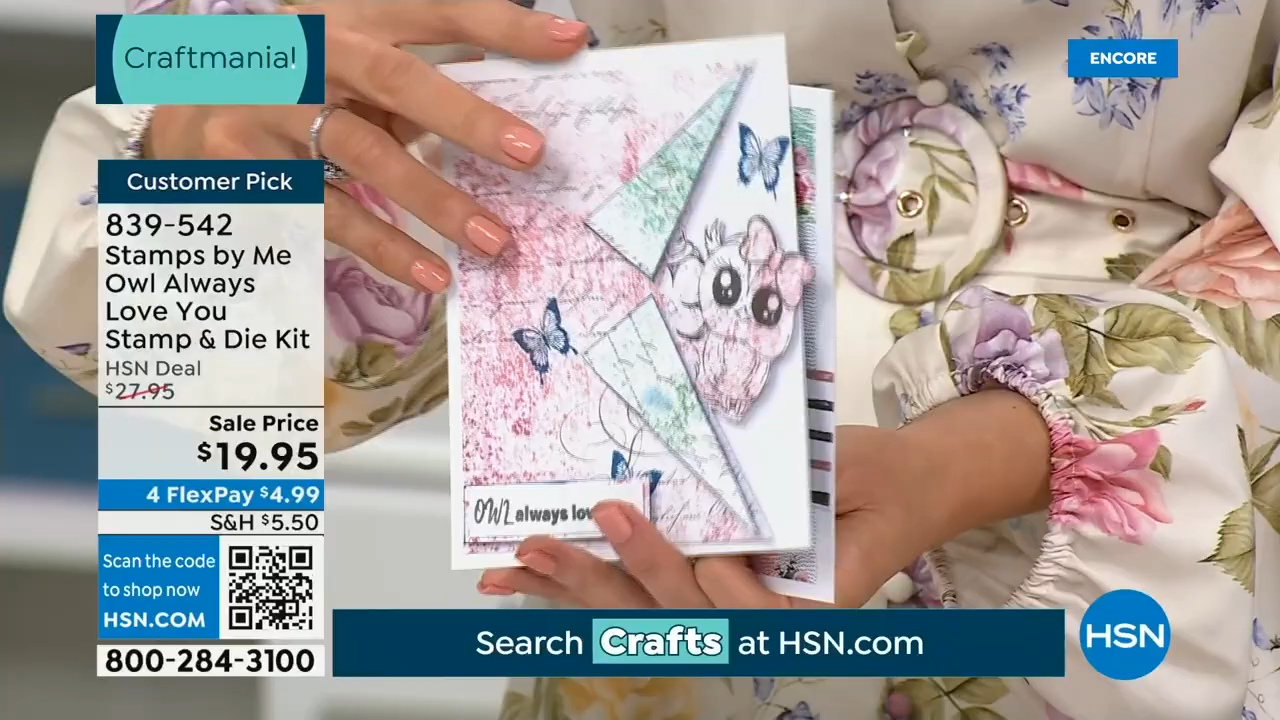 Craftmania!
ENCORE
Customer Pick
839-542
Stamps by Me
Owl Always
Love You
Stamp & Die Kit
HSN Deal
$27.95
Sale Price
$19.95
4 FlexPay $4.99
S&H $5.50
Scan the code
to shop now
HSN.COM
800-284-3100
OWL always
Search Crafts at HSN.com
HSN